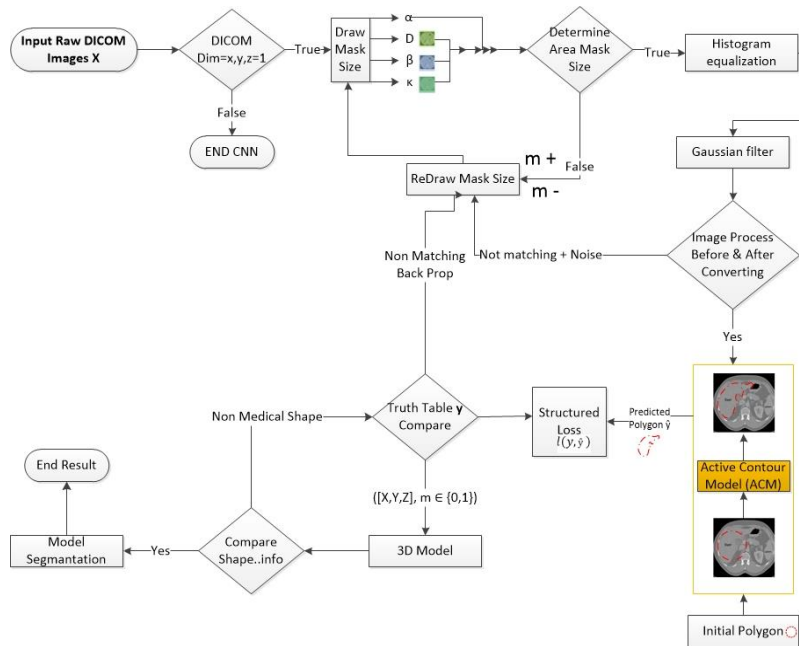 Input Raw DICOM
Images X
DICOM
Dim=x,y,z=1
True
False
END CNN
Draw
Mask
Size
α
D
β
κ
Determine
Area Mask
Size
True
Histogram
equalization
False
m +
m -
ReDraw Mask Size
Gaussian filter
Image Process
Before & After
Converting
Not matching + Noise
Yes
Non Matching
Back Prop
Truth Table y
Compare
Structured
Loss
l(y,ŷ)
Predicted
Polygon ŷ
Active Contour
Model (ACM)
Initial Polygon
Non Medical Shape
([X,Y,Z], m ∈ {0,1})
3D Model
Compare
Shape..info
Yes
Model
Segmantation
End Result